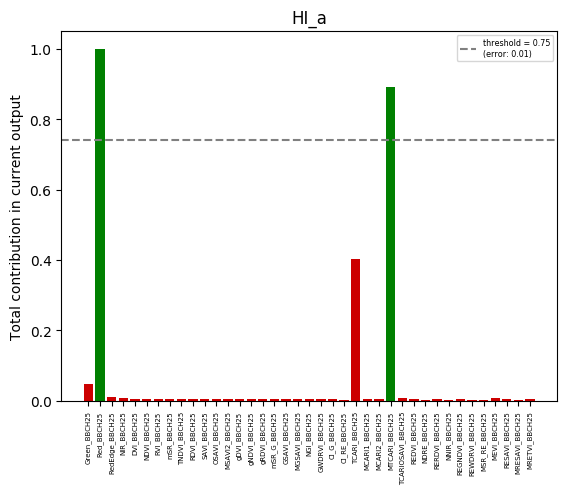 HI_a
threshold = 0.75
(error: 0.01)
Total contribution in current output
1.0
0.8
0.6
0.4
0.2
0.0
Green_BBCH25
Red_BBCH25
RedEdge_BBCH25
NIR_BBCH25
DVI_BBCH25
NDVI_BBCH25
RVI_BBCH25
mSR_BBCH25
TNDVI_BBCH25
RDVI_BBCH25
SAVI_BBCH25
OSAVI_BBCH25
MSAVI2_BBCH25
gDVI_BBCH25
gNDVI_BBCH25
gRDVI_BBCH25
mSR_G_BBCH25
GSAVI_BBCH25
MGSAVI_BBCH25
NGI_BBCH25
GWDRVI_BBCH25
CI_G_BBCH25
CI_RE_BBCH25
TCARI_BBCH25
MCARI1_BBCH25
MCARI2_BBCH25
MTCARI_BBCH25
TCARIOSAVI_BBCH25
REDVI_BBCH25
NDRE_BBCH25
RERDVI_BBCH25
NNIR_BBCH25
REGNDVI_BBCH25
REWDRVI_BBCH25
MSR_RE_BBCH25
MEVI_BBCH25
RESAVI_BBCH25
MRESAVI_BBCH25
MRETVI_BBCH25